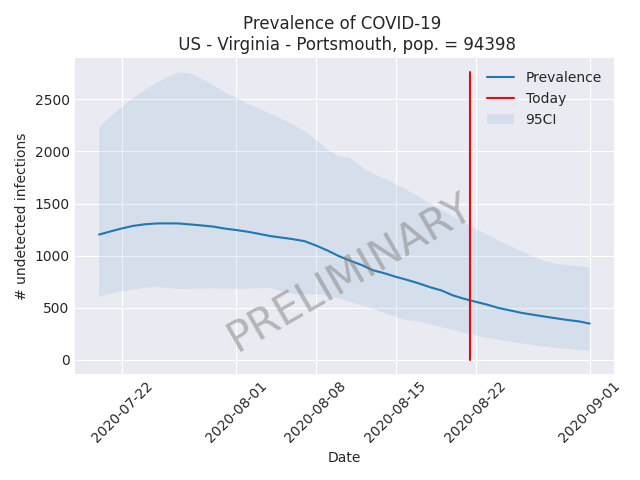 Prevalence of COVID-19
US - Virginia - Portsmouth, pop. = 94398
# undetected infections
2500
2000
1500
1000
500
0
Prevalence
Today
95CI
PRELIMINARY
2020-07-22
2020-08-01
2020-08-08
2020-08-15
2020-08-22
2020-09-01
Date